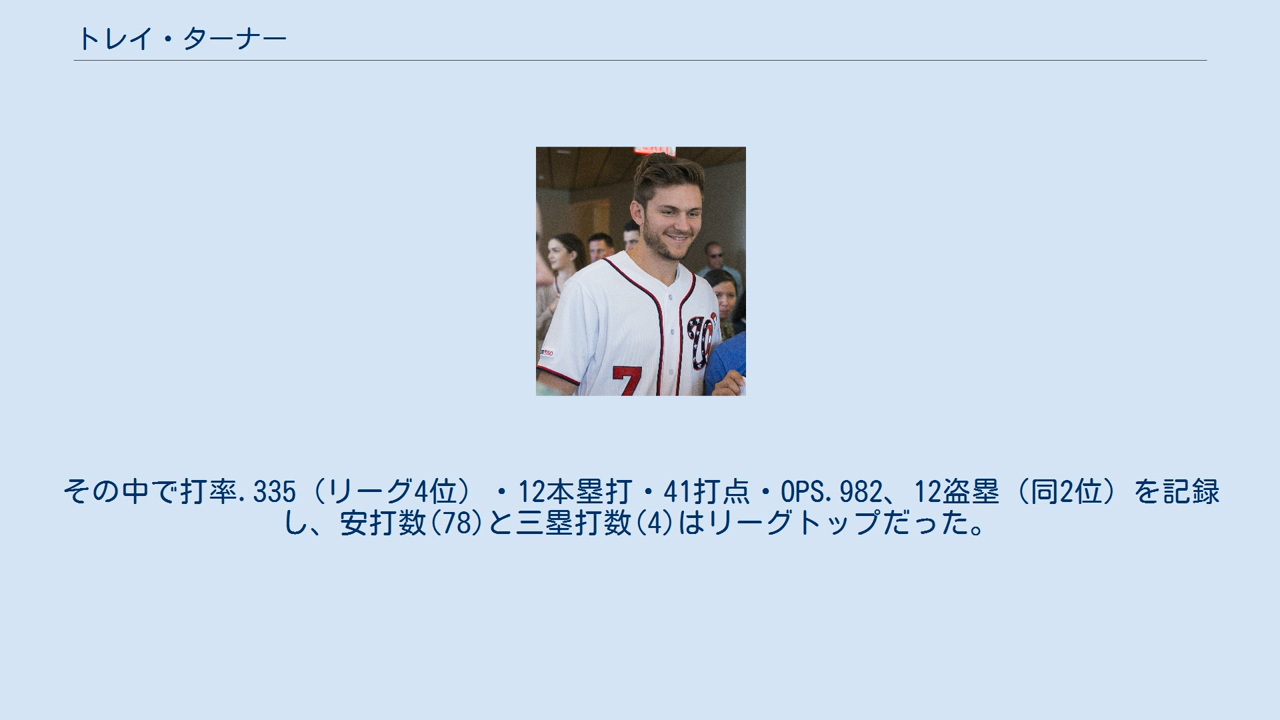 トレイ・ターナー
7
その中で打率.335（リーグ4位）・12本塁打・41打点・OPS.982、12盗塁（同2位）を記録
し、安打数(78)と三塁打数(4)はリーグトップだった。